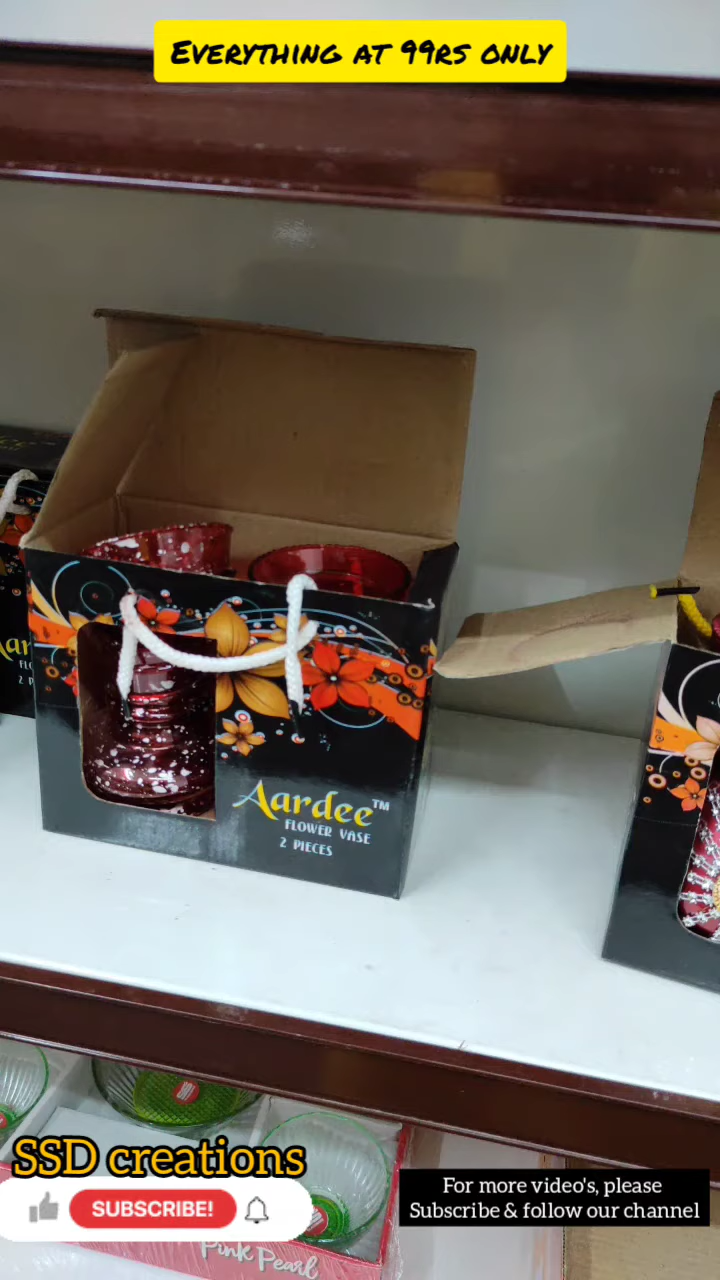 EVERYTHING AT 99RS ONLY
Aardee™
FLOWER VASE
2 PIECES
SSD creations
SUBSCRIBE!
For more video's, please
Subscribe & follow our channel
Pink Pearl